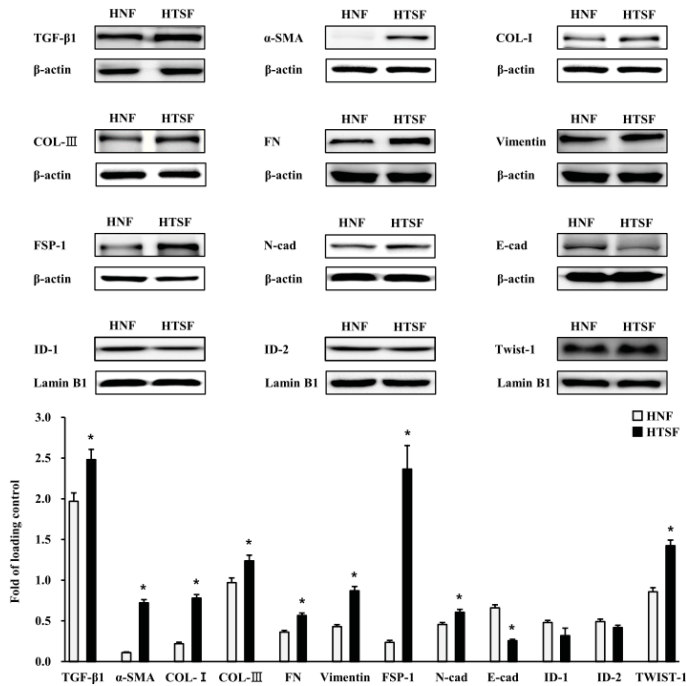 HNF HTSF HNF HTSF HNF HTSF
TGF-β1 α-SMA COL-I
β-actin β-actin β-actin
HNF HTSF HNF HTSF HNF HTSF
COL-Ⅲ FN Vimentin
β-actin β-actin β-actin
HNF HTSF HNF HTSF HNF HTSF
FSP-1 N-cad E-cad
β-actin β-actin β-actin
HNF HTSF HNF HTSF HNF HTSF
ID-1 ID-2 Twist-1
Lamin B1 Lamin B1 Lamin B1
Fold of loading control
3.0
2.5
2.0
1.5
1.0
0.5
0.0
HNF
HTSF
* * * * * * * * * *
TGF-β1 α-SMA COL-Ⅰ COL-Ⅲ FN Vimentin FSP-1 N-cad E-cad ID-1 ID-2 TWIST-1